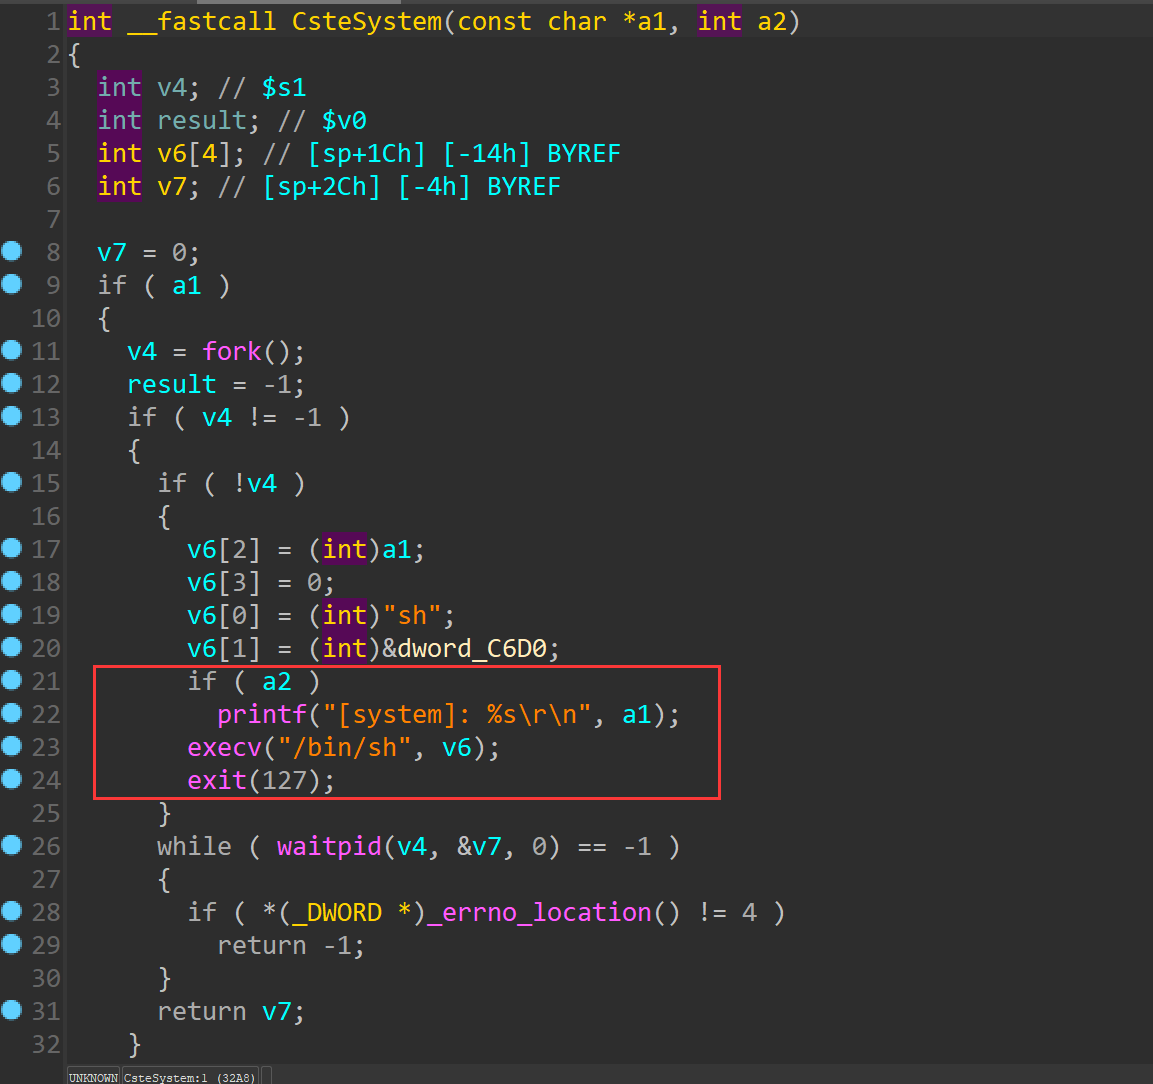 1 int __fastcall CsteSystem(const char *a1, int a2)
2 {
3   int v4; // $s1
4   int result; // $v0
5   int v6[4]; // [sp+1Ch] [-14h] BYREF
6   int v7; // [sp+2Ch] [-4h] BYREF
7
8   v7 = 0;
9   if ( a1 )
10   {
11     v4 = fork();
12     result = -1;
13     if ( v4 != -1 )
14     {
15       if ( !v4 )
16       {
17         v6[2] = (int)a1;
18         v6[3] = 0;
19         v6[0] = (int)"sh";
20         v6[1] = (int)&dword_C6D0;
21         if ( a2 )
22           printf("[system]: %s\r\n", a1);
23         execv("/bin/sh", v6);
24         exit(127);
25       }
26       while ( waitpid(v4, &v7, 0) == -1 )
27       {
28         if ( *(_DWORD *)_errno_location() != 4 )
29           return -1;
30       }
31       return v7;
32     }
UNKNOWN CsteSystem:1 (32A8)